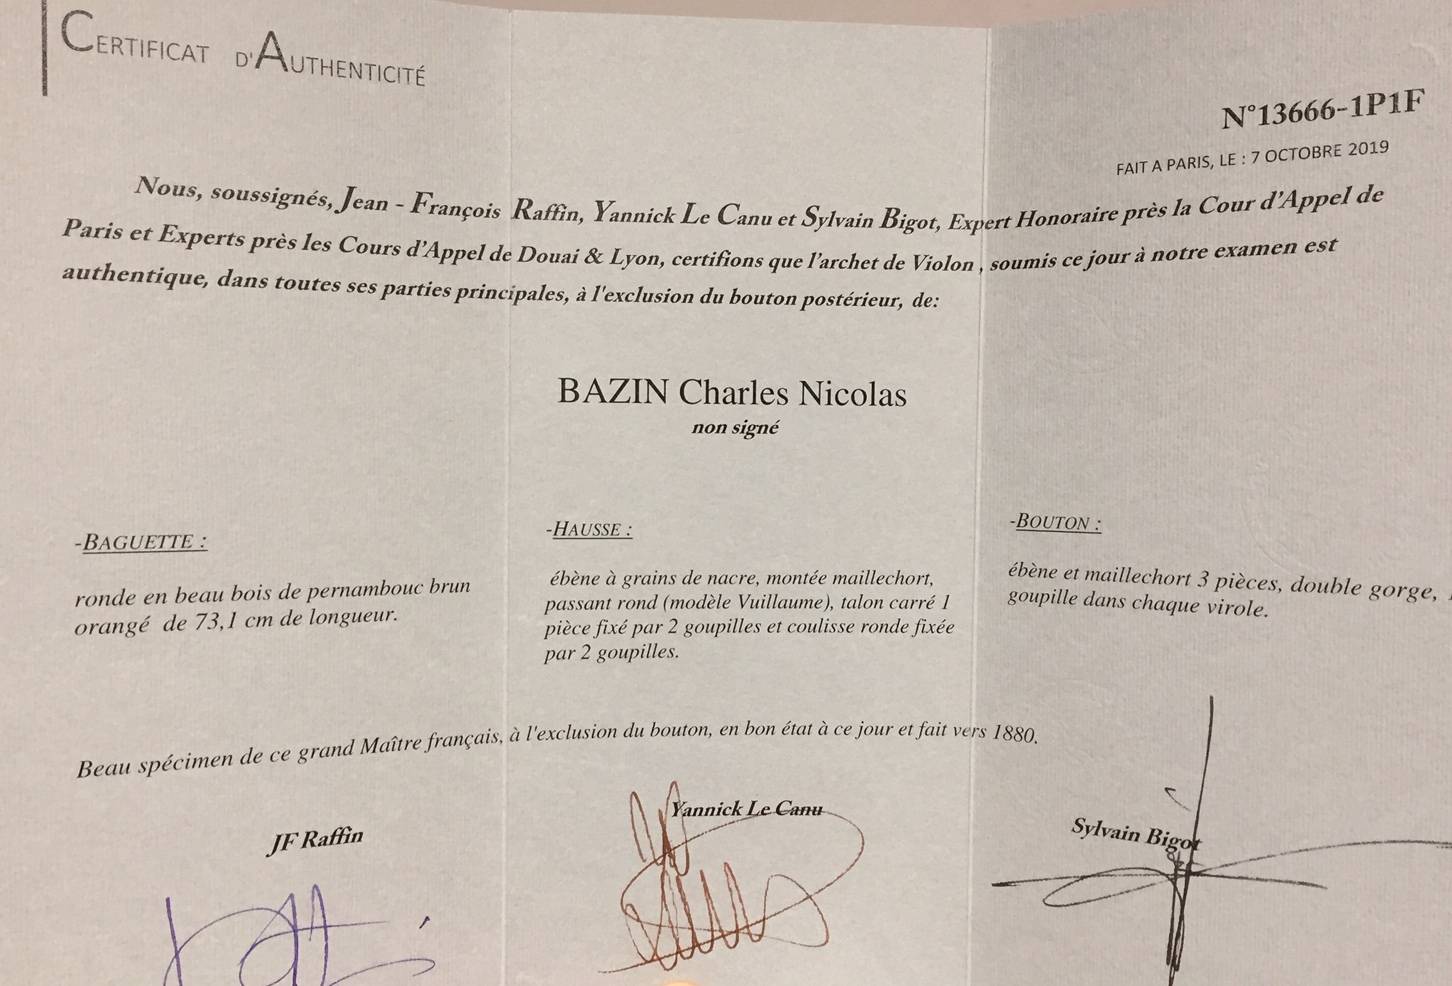 CERTIFICAT D'AUTHENTICITÉ
N°13666-1P1F
FAIT A PARIS, LE : 7 OCTOBRE 2019
Nous, soussignés, Jean - François Raffin, Yannick Le Canu et Sylvain Bigot, Expert Honoraire près la Cour d'Appel de
Paris et Experts près les Cours d'Appel de Douai & Lyon, certifions que l'archet de Violon , soumis ce jour à notre examen est
authentique, dans toutes ses parties principales, à l'exclusion du bouton postérieur, de:
BAZIN Charles Nicolas
non signé
-BAGUETTE :
ronde en beau bois de pernambouc brun
orangé de 73,1 cm de longueur.
-HAUSSE :
ébène à grains de nacre, montée maillechort,
passant rond (modèle Vuillaume), talon carré 1
pièce fixé par 2 goupilles et coulisse ronde fixée
par 2 goupilles.
-BOUTON :
ébène et maillechort 3 pièces, double gorge,
goupille dans chaque virole.
Beau spécimen de ce grand Maître français, à l'exclusion du bouton, en bon état à ce jour et fait vers 1880.
JF Raffin
Yannick Le Canu
Sylvain Bigot